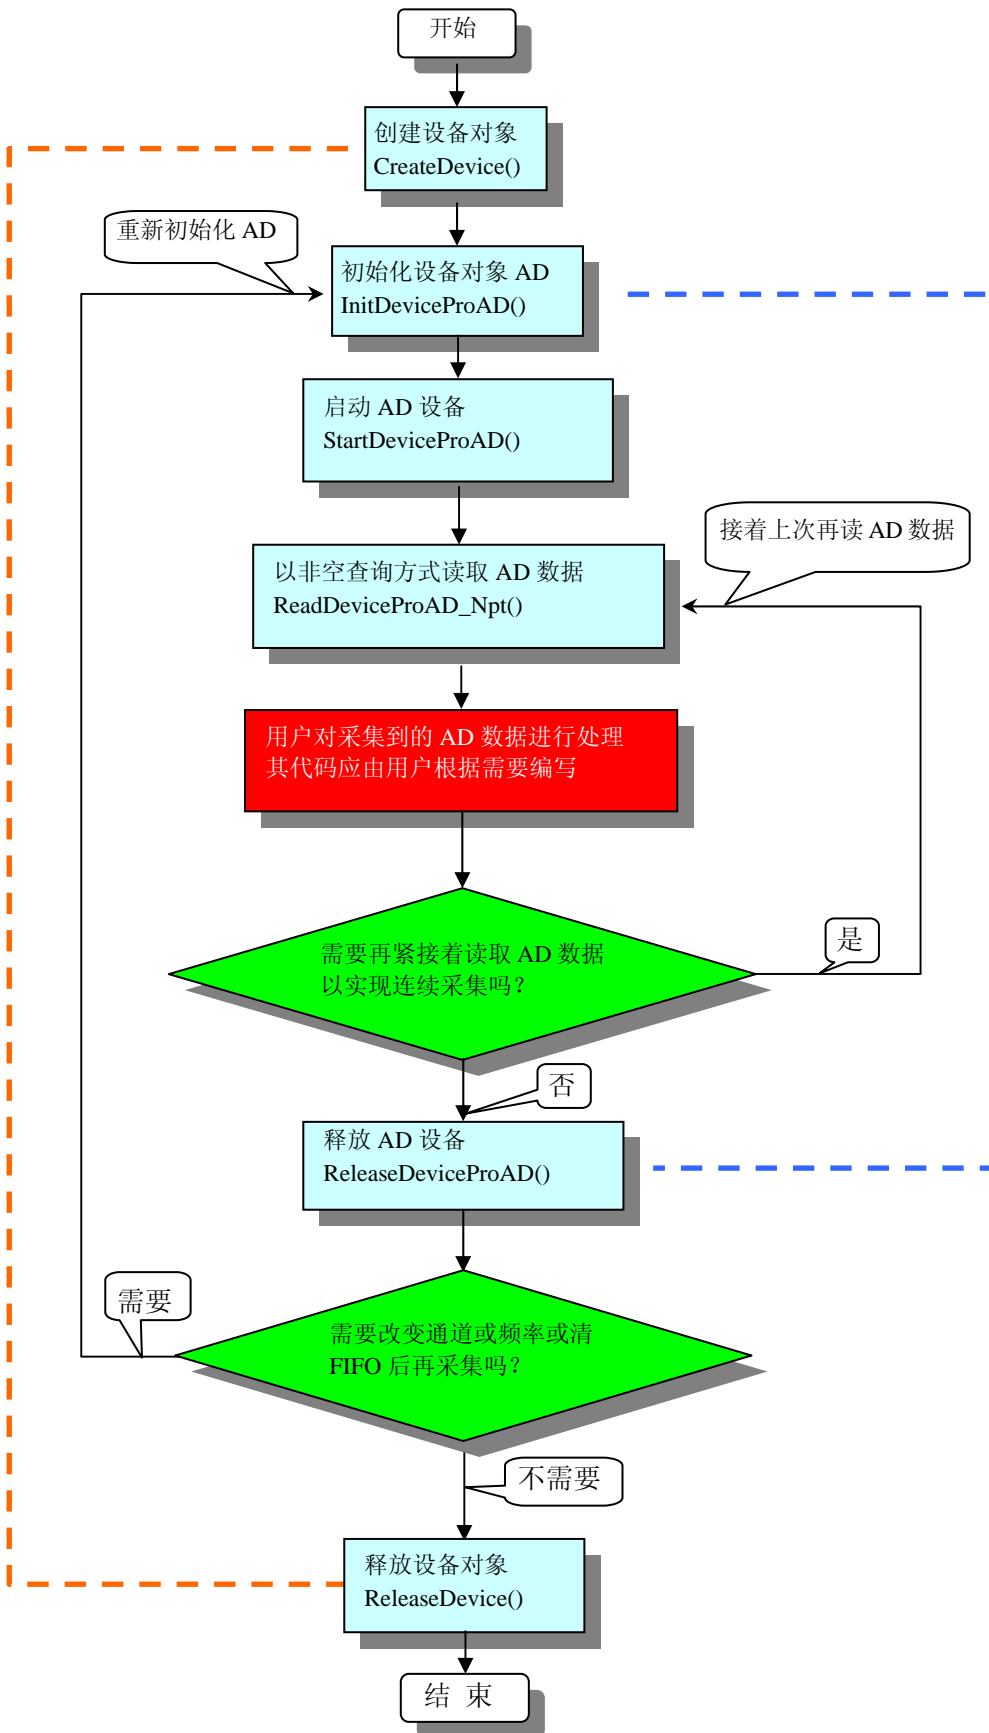 开始
创建设备对象
CreateDevice()
重新初始化 AD
初始化设备对象 AD
InitDeviceProAD()
启动 AD 设备
StartDeviceProAD()
接着上次再读 AD 数据
以非空查询方式读取 AD 数据
ReadDeviceProAD_Npt()
用户对采集到的 AD 数据进行处理
其代码应由用户根据需要编写
需要再紧接着读取 AD 数据
以实现连续采集吗？
是
否
释放 AD 设备
ReleaseDeviceProAD()
需要
需要改变通道或频率或清
FIFO 后再采集吗？
不需要
释放设备对象
ReleaseDevice()
结 束